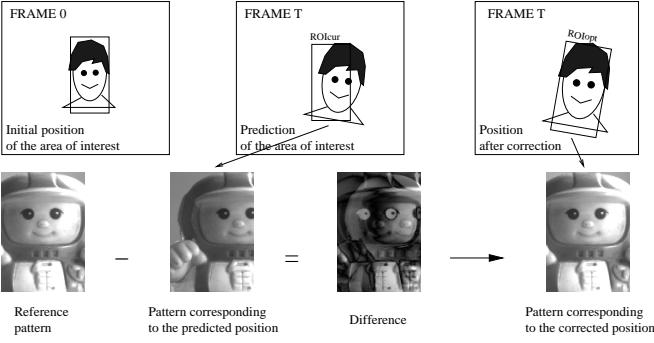 FRAME 0
FRAME T
FRAME T
ROIcur
ROIopt
Initial position
of the area of interest
Prediction
of the area of interest
Position
after correction
Reference
pattern
Pattern corresponding
to the predicted position
Difference
Pattern corresponding
to the corrected position